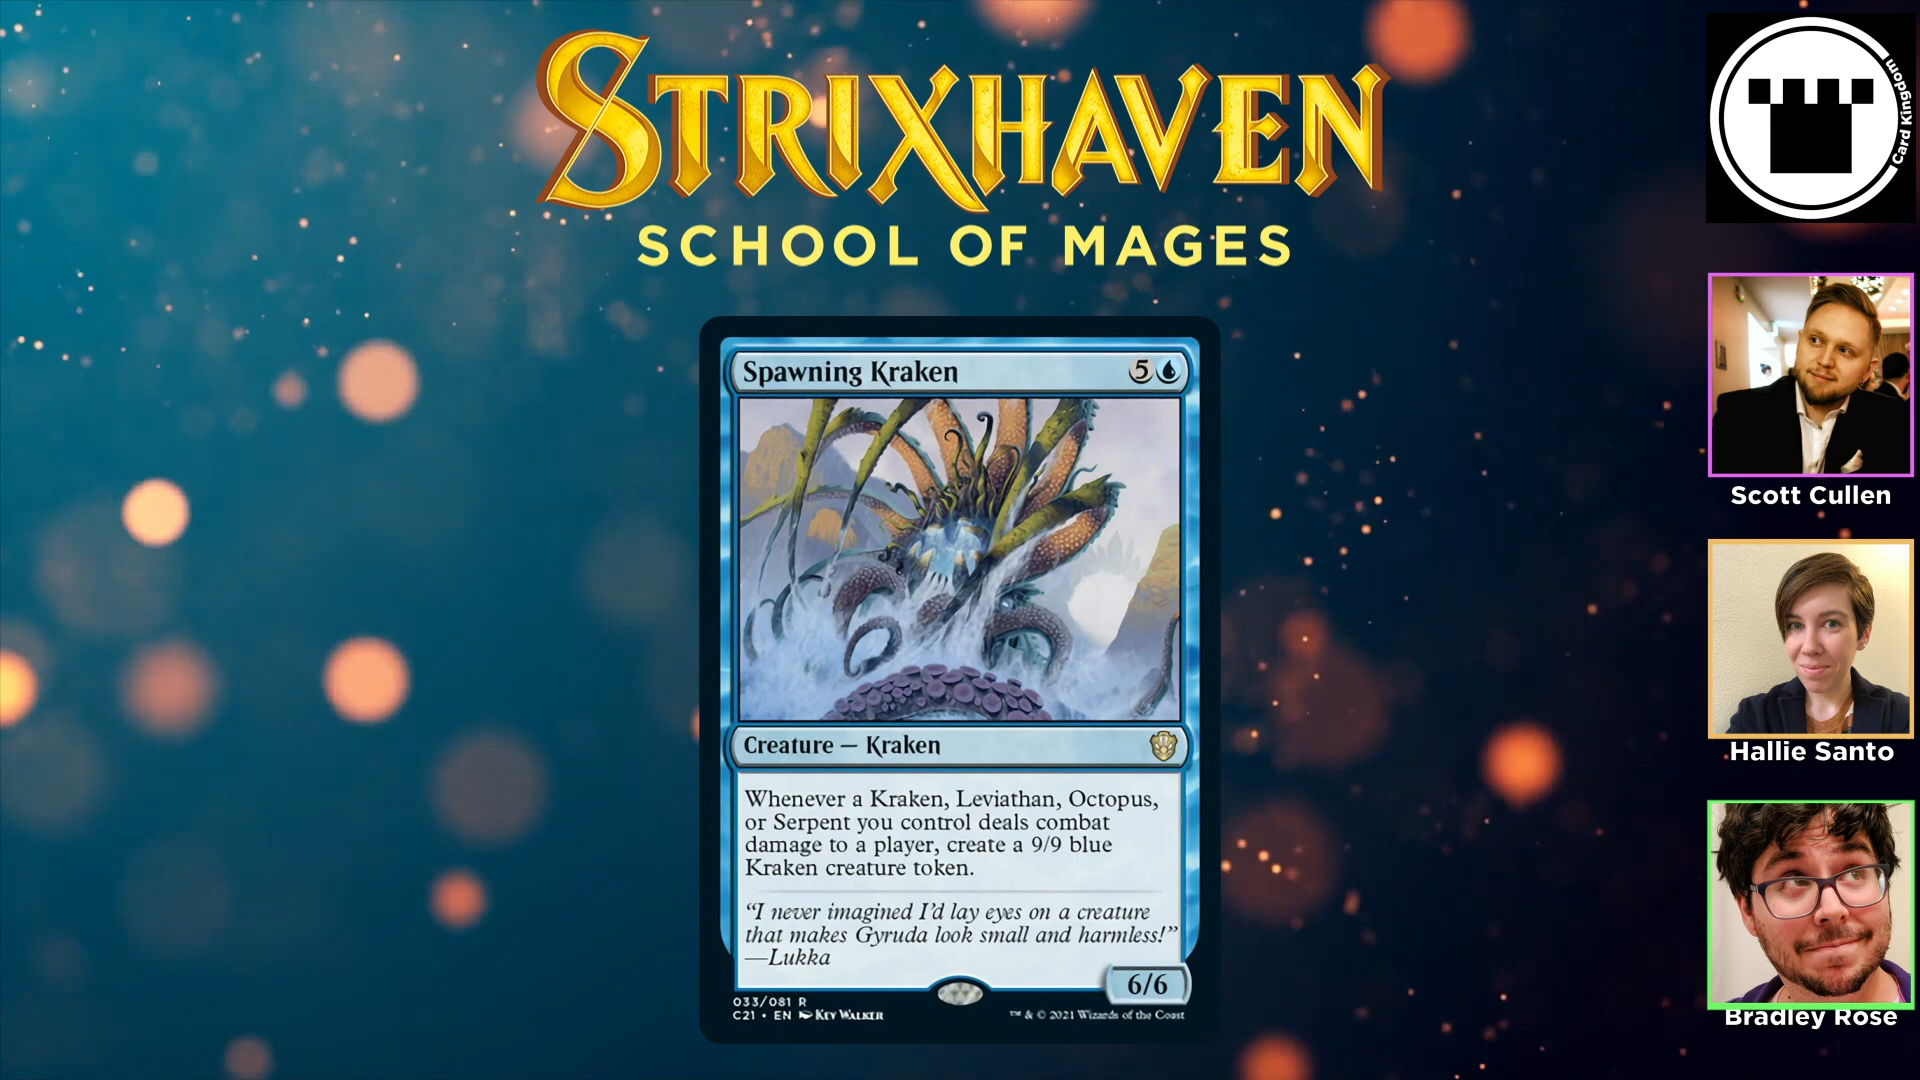 STRIXHAVEN
SCHOOL OF MAGES
Card Kingdom
Spawning Kraken
5
Creature — Kraken
Whenever a Kraken, Leviathan, Octopus,
or Serpent you control deals combat
damage to a player, create a 9/9 blue
Kraken creature token.
“I never imagined I’d lay eyes on a creature
that makes Gyruda look small and harmless!”
—Lukka
6/6
033/081 R
C21 • EN Kev Walker
™ & © 2021 Wizards of the Coast
Scott Cullen
Hallie Santo
Bradley Rose